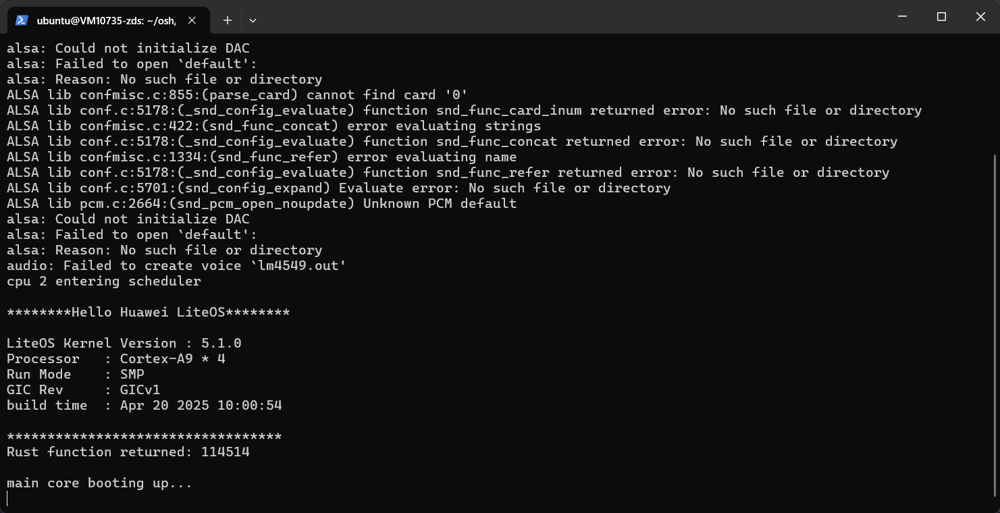 ubuntu@VM10735-zds: ~/osh/
alsa: Could not initialize DAC
alsa: Failed to open `default':
alsa: Reason: No such file or directory
ALSA lib confmisc.c:855:(parse_card) cannot find card '0'
ALSA lib conf.c:5178:(_snd_config_evaluate) function snd_func_card_inum returned error: No such file or directory
ALSA lib confmisc.c:422:(snd_func_concat) error evaluating strings
ALSA lib conf.c:5178:(_snd_config_evaluate) function snd_func_concat returned error: No such file or directory
ALSA lib confmisc.c:1334:(snd_func_refer) error evaluating name
ALSA lib conf.c:5178:(_snd_config_evaluate) function snd_func_refer returned error: No such file or directory
ALSA lib conf.c:5701:(snd_config_expand) Evaluate error: No such file or directory
ALSA lib pcm.c:2664:(snd_pcm_open_noupdate) Unknown PCM default
alsa: Could not initialize DAC
alsa: Failed to open `default':
alsa: Reason: No such file or directory
audio: Failed to create voice `lm4549.out'
cpu 2 entering scheduler
********Hello Huawei LiteOS********
LiteOS Kernel Version : 5.1.0
Processor   : Cortex-A9 * 4
Run Mode    : SMP
GIC Rev     : GICv1
build time  : Apr 20 2025 10:00:54
**********************************
Rust function returned: 114514
main core booting up...